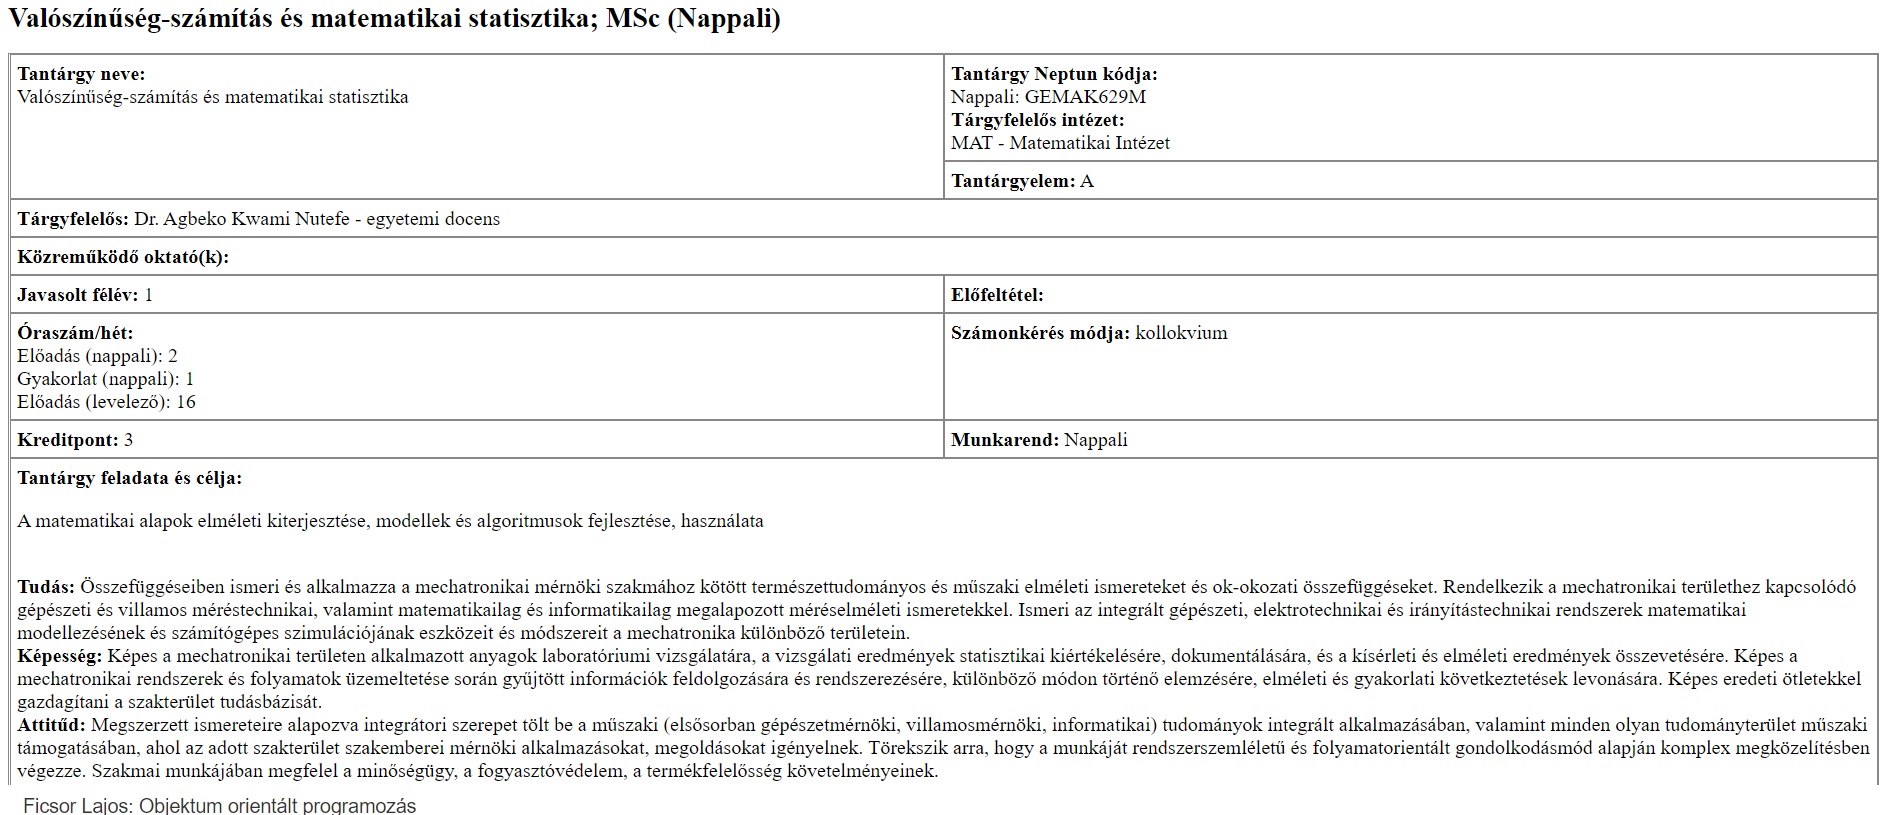 Valószínűség-számítás és matematikai statisztika; MSc (Nappali)
Tantárgy neve:
Valószínűség-számítás és matematikai statisztika
Tantárgy Neptun kódja:
Nappali: GEMAK629M
Tárgyfelelős intézet:
MAT - Matematikai Intézet
Tantárgyelem: A
Tárgyfelelős: Dr. Agbeko Kwami Nutefe - egyetemi docens
Közreműködő oktató(k):
Javasolt félév: 1
Előfeltétel:
Óraszám/hét:
Előadás (nappali): 2
Gyakorlat (nappali): 1
Előadás (levelező): 16
Számonkérés módja: kollokvium
Kreditpont: 3
Munkarend: Nappali
Tantárgy feladata és célja:
A matematikai alapok elméleti kiterjesztése, modellek és algoritmusok fejlesztése, használata
Tudás: Összefüggéseiben ismeri és alkalmazza a mechatronikai mérnöki szakmához kötött természettudományos és műszaki elméleti ismereteket és ok-okozati összefüggéseket. Rendelkezik a mechatronikai területhez kapcsolódó
gépészeti és villamos méréstechnikai, valamint matematikailag és informatikailag megalapozott méréselméleti ismeretekkel. Ismeri az integrált gépészeti, elektrotechnikai és irányítástechnikai rendszerek matematikai
modellezésének és számítógépes szimulációjának eszközeit és módszereit a mechatronika különböző területein.
Képesség: Képes a mechatronikai területen alkalmazott anyagok laboratóriumi vizsgálatára, a vizsgálati eredmények statisztikai kiértékelésére, dokumentálására, és a kísérleti és elméleti eredmények összevetésére. Képes a
mechatronikai rendszerek és folyamatok üzemeltetése során gyűjtött információk feldolgozására és rendszerezésére, különböző módon történő elemzésére, elméleti és gyakorlati következtetések levonására. Képes eredeti ötletekkel
gazdagítani a szakterület tudásbázisát.
Attitűd: Megszerzett ismereteire alapozva integrátori szerepet tölt be a műszaki (elsősorban gépészetmérnöki, villamosmérnöki, informatikai) tudományok integrált alkalmazásában, valamint minden olyan tudományterület műszaki
támogatásában, ahol az adott szakterület szakemberei mérnöki alkalmazásokat, megoldásokat igényelnek. Törekszik arra, hogy a munkáját rendszerszemléletű és folyamatorientált gondolkodásmód alapján komplex megközelítésben
végezze. Szakmai munkájában megfelel a minőségügy, a fogyasztóvédelem, a termékfelelősség követelményeinek.
Ficsor Lajos: Objektum orientált programozás